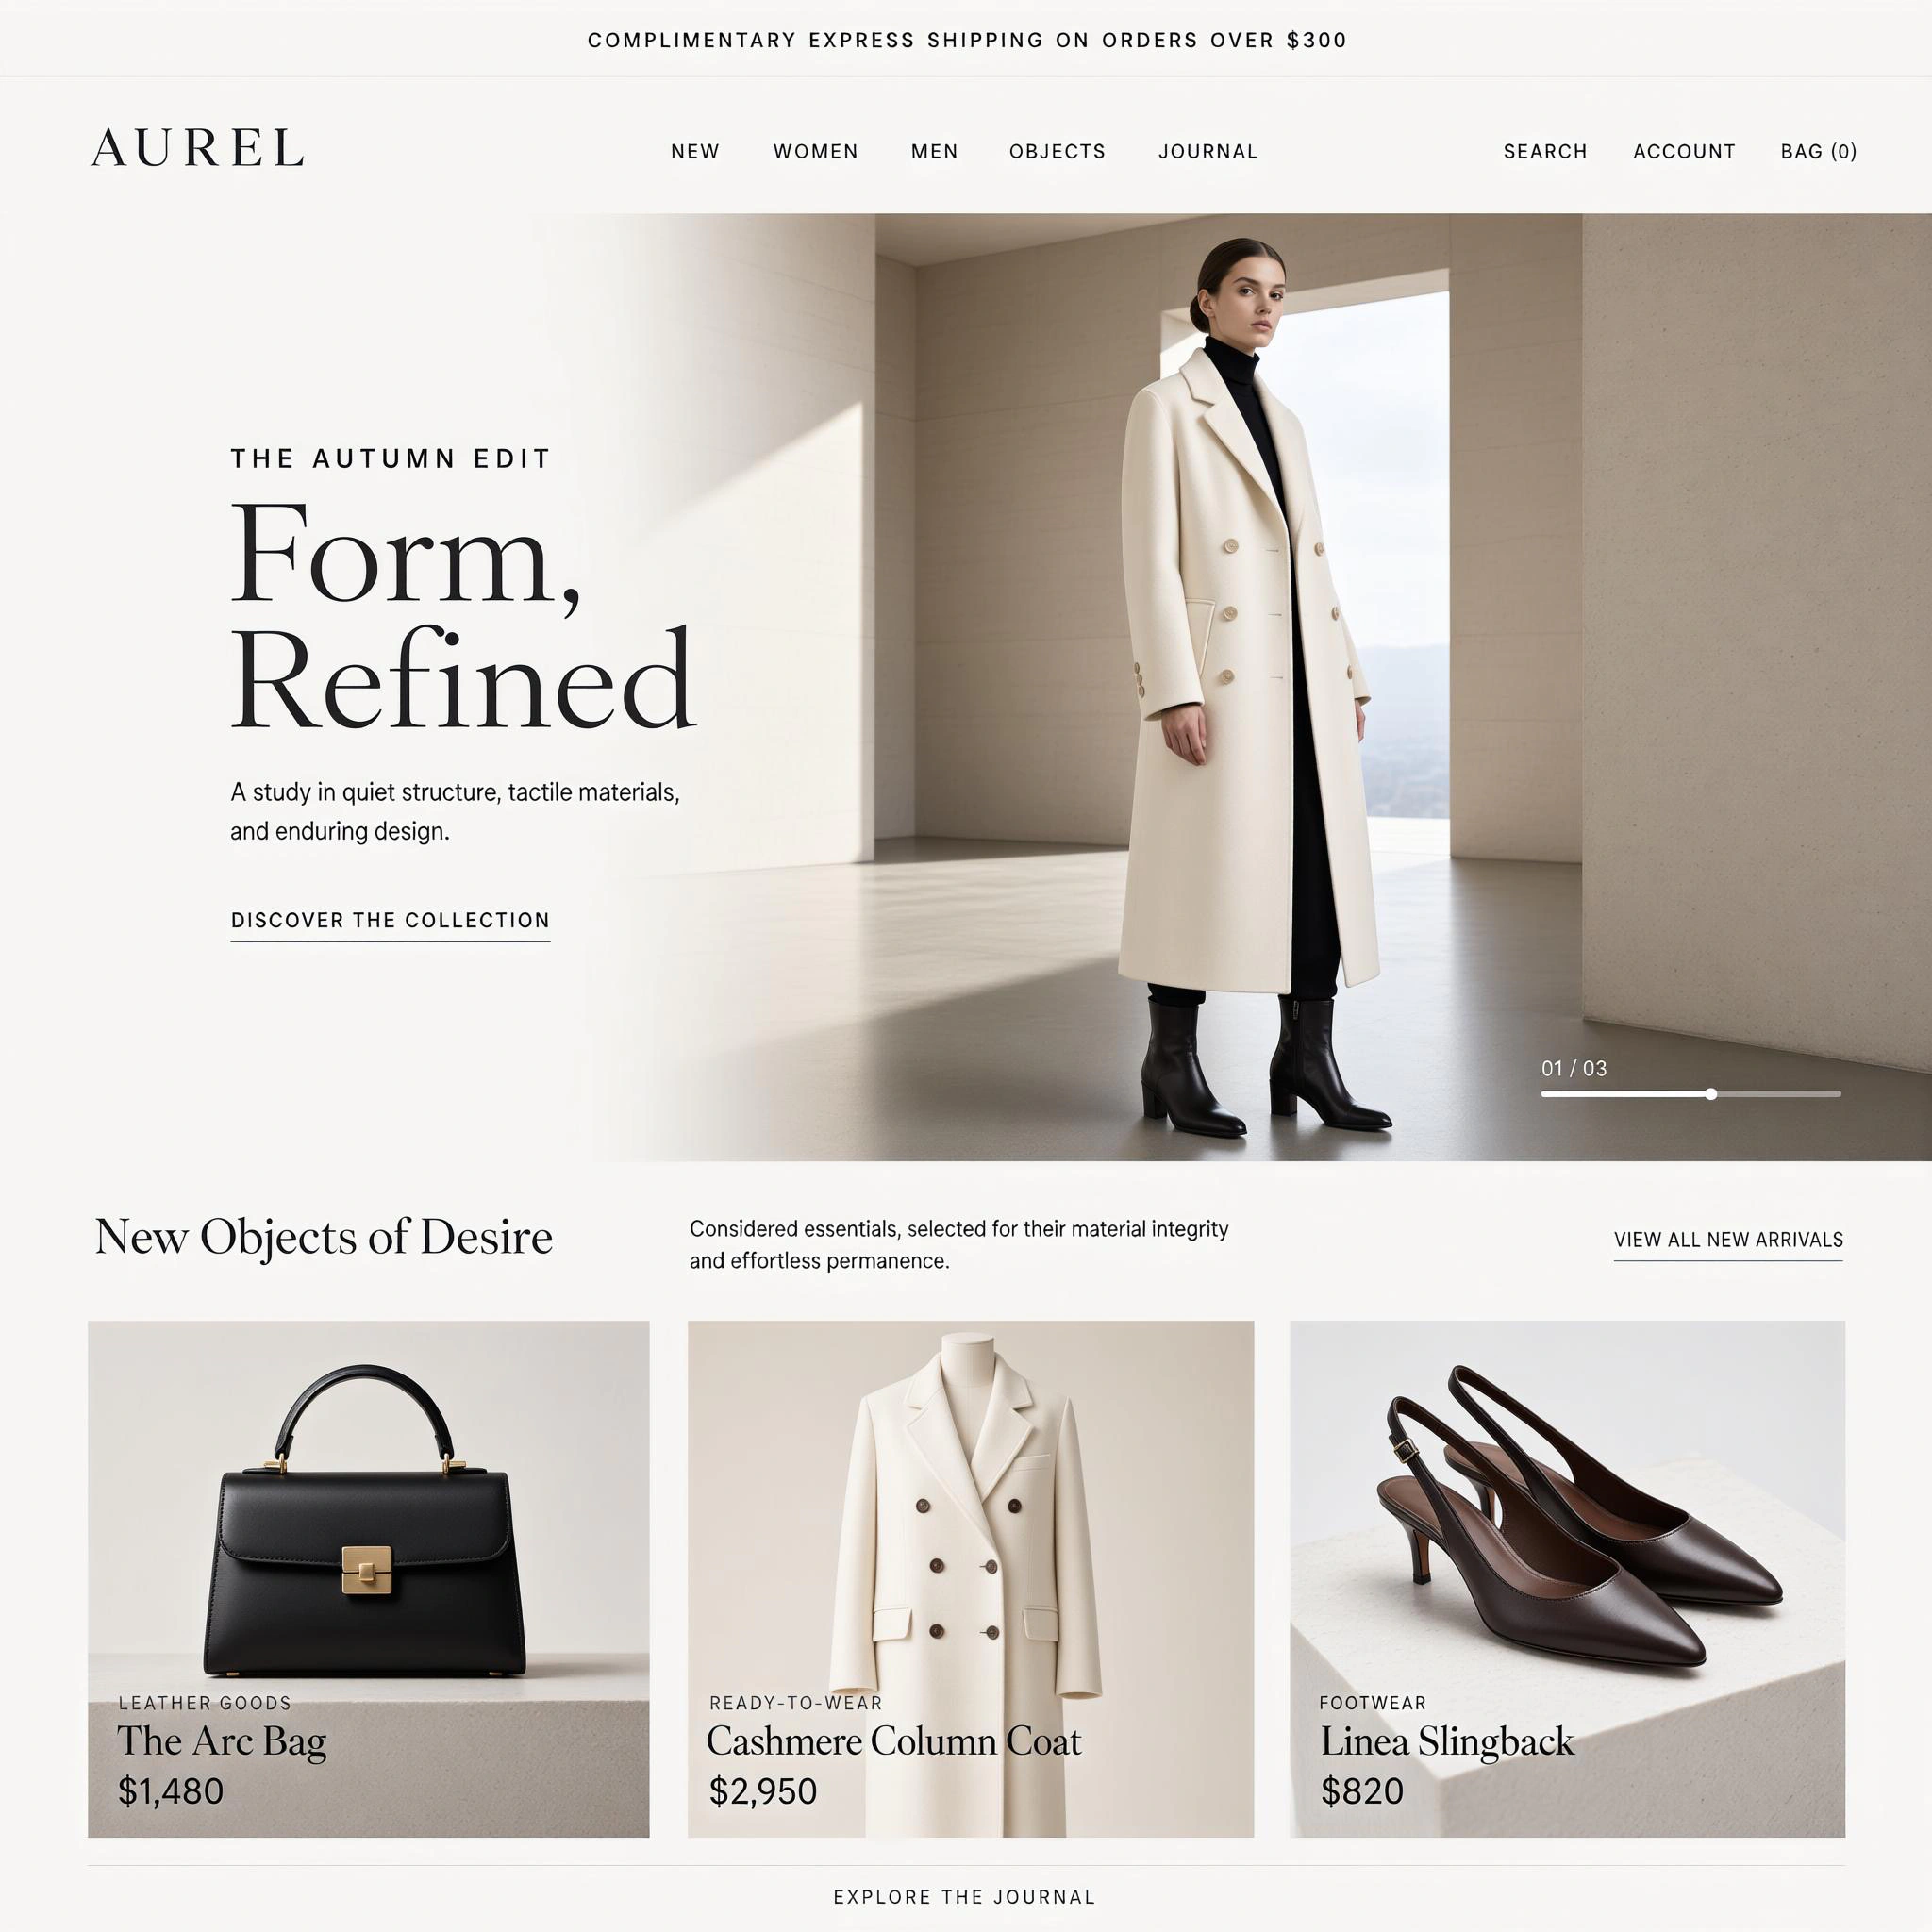 COMPLIMENTARY EXPRESS SHIPPING ON ORDERS OVER $300
AUREL
NEW WOMEN MEN OBJECTS JOURNAL
SEARCH ACCOUNT BAG (0)
THE AUTUMN EDIT
Form,
Refined
A study in quiet structure, tactile materials,
and enduring design.
DISCOVER THE COLLECTION
01 / 03
New Objects of Desire
Considered essentials, selected for their material integrity
and effortless permanence.
VIEW ALL NEW ARRIVALS
LEATHER GOODS
The Arc Bag
$1,480
READY-TO-WEAR
Cashmere Column Coat
$2,950
FOOTWEAR
Linea Slingback
$820
EXPLORE THE JOURNAL